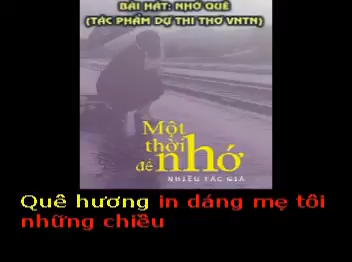 BÀI HÁT: NHỚ QUÊ
(TÁC PHẨM DỰ THI THƠ VNTN)
Một
thời
để nhớ
NHIỀU TÁC GIẢ
Quê hương in dáng mẹ tôi
những chiều